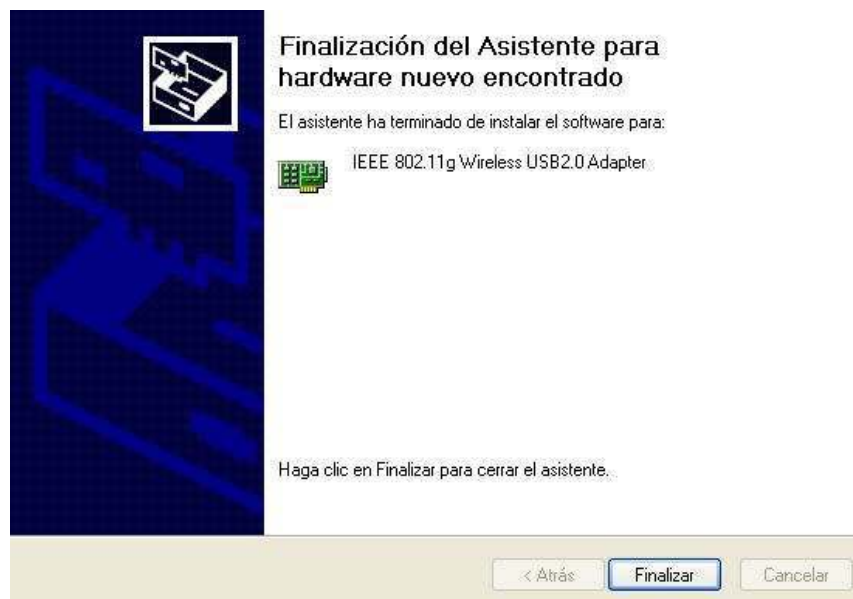 Finalización del Asistente para
hardware nuevo encontrado
El asistente ha terminado de instalar el software para:
IEEE 802.11g Wireless USB2.0 Adapter
Haga clic en Finalizar para cerrar el asistente.
< Atrás
Finalizar
Cancelar